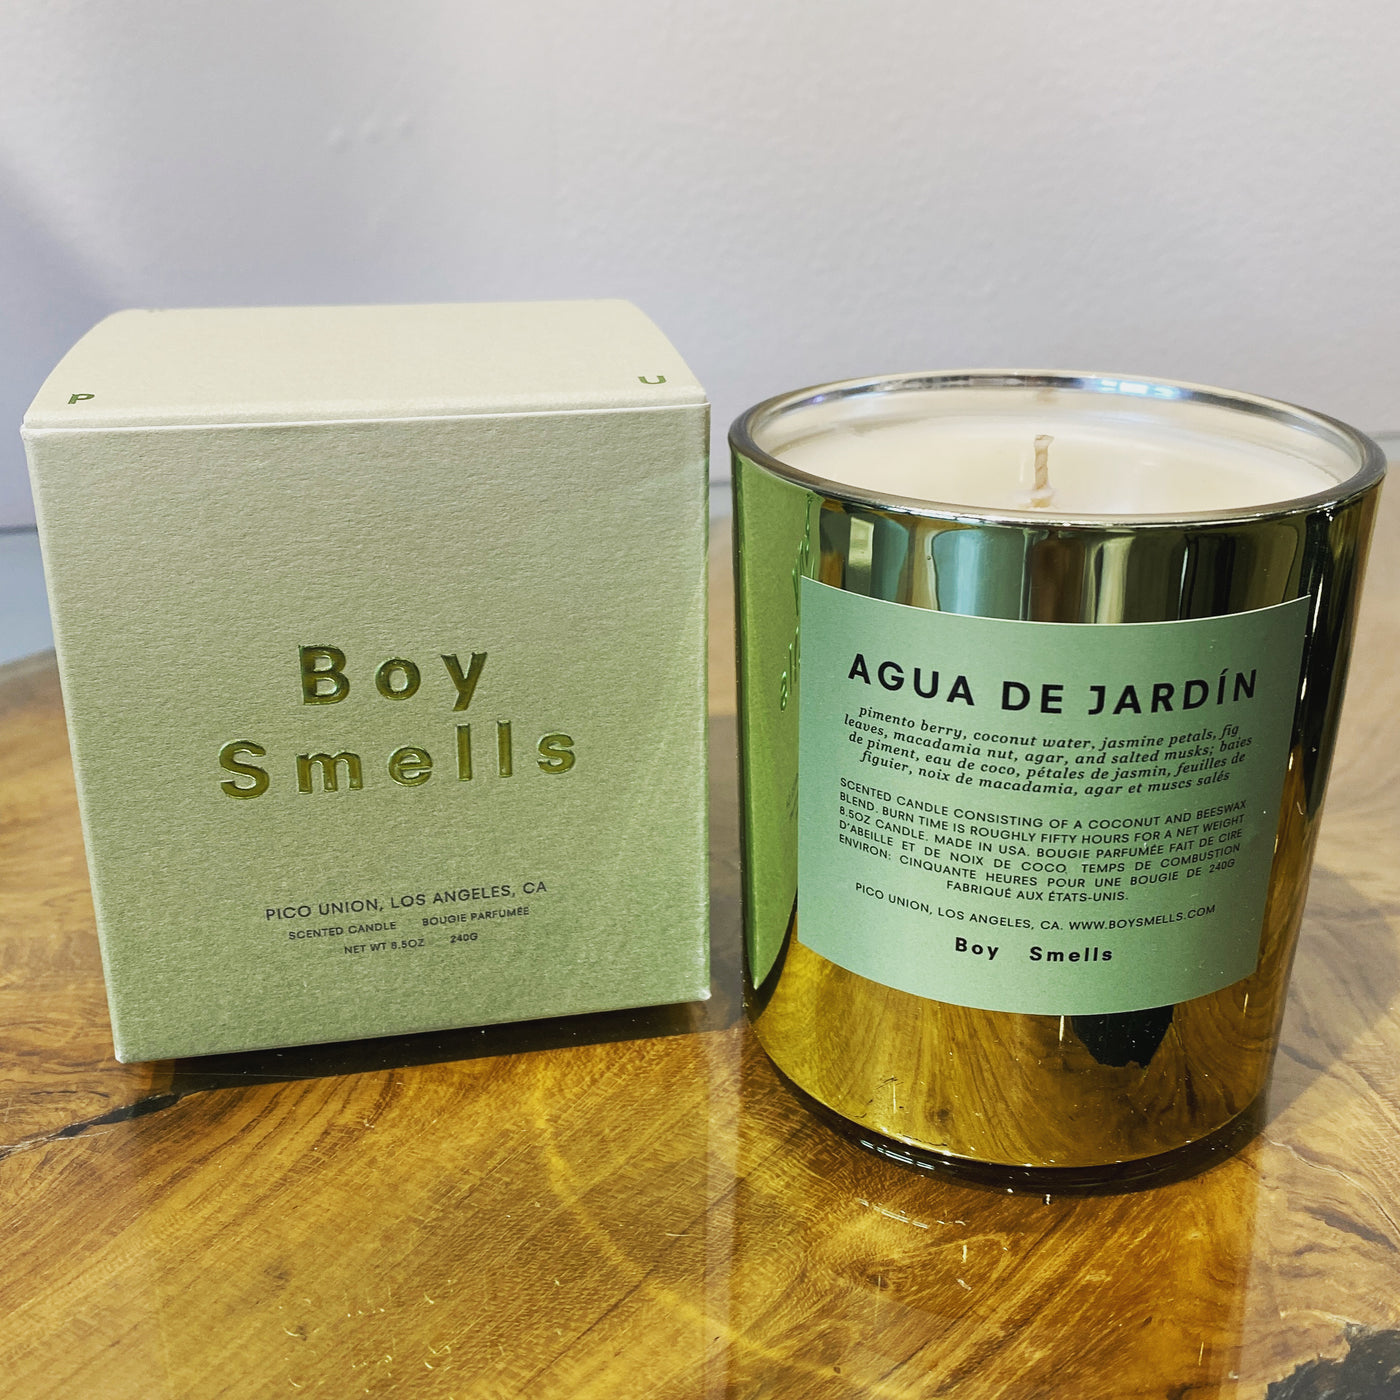 P U
Boy
Smells
PICO UNION, LOS ANGELES, CA
SCENTED CANDLE BOUGIE PARFUMÉE
NET WT 8.5OZ 240G
AGUA DE JARDÍN
pimento berry, coconut water, jasmine petals, fig
leaves, macadamia nut, agar, and salted musks; baies
de piment, eau de coco, pétales de jasmin, feuilles de
figuier, noix de macadamia, agar et muscs salés
SCENTED CANDLE CONSISTING OF A COCONUT AND BEESWAX
BLEND. BURN TIME IS ROUGHLY FIFTY HOURS FOR A NET WEIGHT
8.5OZ CANDLE. MADE IN USA. BOUGIE PARFUMÉE FAIT DE CIRE
D'ABEILLE ET DE NOIX DE COCO, TEMPS DE COMBUSTION
ENVIRON: CINQUANTE HEURES POUR UNE BOUGIE DE 240G
FABRIQUÉ AUX ÉTATS-UNIS.
PICO UNION, LOS ANGELES, CA. WWW.BOYSMELLS.COM
Boy Smells